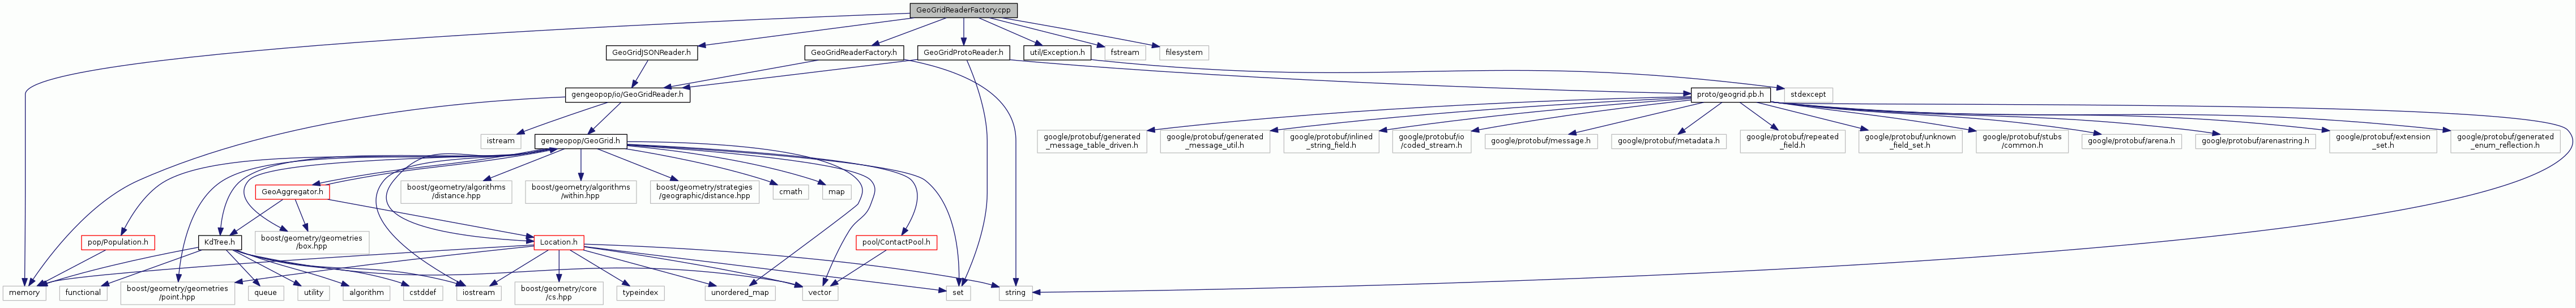 GeoGridReaderFactory.cpp
GeoGridJSONReader.h
GeoGridReaderFactory.h
GeoGridProtoReader.h
util/Exception.h
fstream
filesystem
gengeopop/io/GeoGridReader.h
proto/geogrid.pb.h
stdexcept
istream
gengeopop/GeoGrid.h
google/protobuf/generated
_message_table_driven.h
google/protobuf/generated
_message_util.h
google/protobuf/inlined
_string_field.h
google/protobuf/io
/coded_stream.h
google/protobuf/message.h
google/protobuf/metadata.h
google/protobuf/repeated
_field.h
google/protobuf/unknown
_field_set.h
google/protobuf/stubs
/common.h
google/protobuf/arena.h
google/protobuf/arenastring.h
google/protobuf/extension
_set.h
google/protobuf/generated
_enum_reflection.h
GeoAggregator.h
boost/geometry/algorithms
/distance.hpp
boost/geometry/algorithms
/within.hpp
boost/geometry/strategies
/geographic/distance.hpp
cmath
map
pop/Population.h
KdTree.h
boost/geometry/geometries
/box.hpp
Location.h
pool/ContactPool.h
memory
functional
boost/geometry/geometries
/point.hpp
queue
utility
algorithm
cstddef
iostream
boost/geometry/core
/cs.hpp
typeindex
unordered_map
vector
set
string